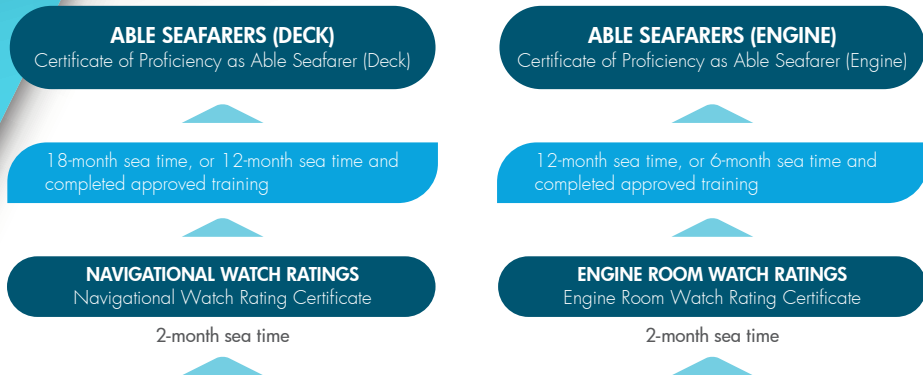 ABLE SEAFARERS (DECK)
Certificate of Proficiency as Able Seafarer (Deck)
18-month sea time, or 12-month sea time and
completed approved training
NAVIGATIONAL WATCH RATINGS
Navigational Watch Rating Certificate
2-month sea time
ABLE SEAFARERS (ENGINE)
Certificate of Proficiency as Able Seafarer (Engine)
12-month sea time, or 6-month sea time and
completed approved training
ENGINE ROOM WATCH RATINGS
Engine Room Watch Rating Certificate
2-month sea time